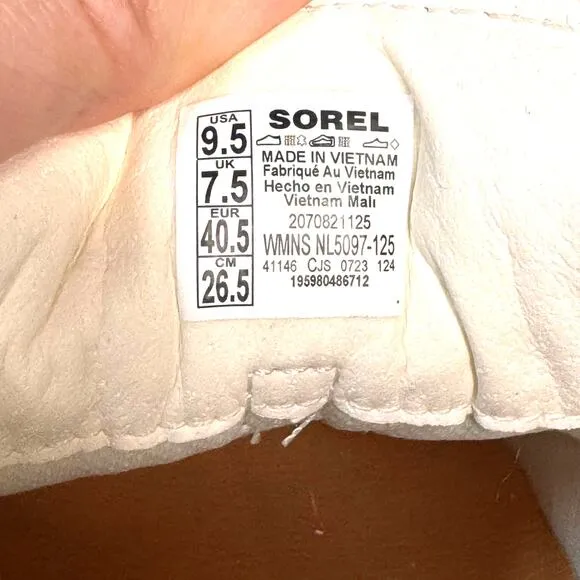 USA
9.5
UK
7.5
EUR
40.5
CM
26.5
SOREL
MADE IN VIETNAM
Fabriqué Au Vietnam
Hecho en Vietnam
Vietnam Malı
2070821125
WMNS NL5097-125
41146 CJS 0723 124
195980486712